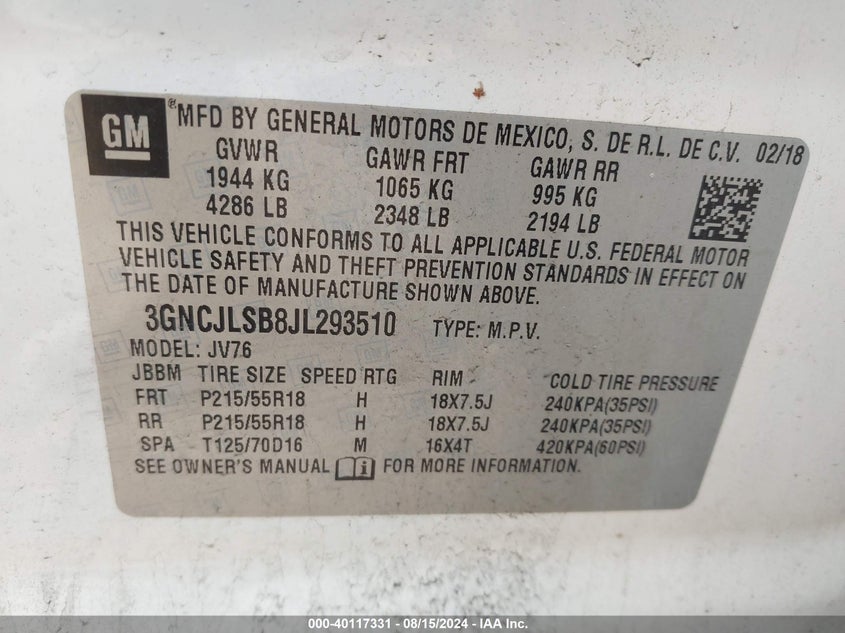 GM
® MFD BY GENERAL MOTORS DE MEXICO, S. DE R.L. DE C.V. 02/18
GVWR GAWR FRT GAWR RR
1944 KG 1065 KG 995 KG
4286 LB 2348 LB 2194 LB
THIS VEHICLE CONFORMS TO ALL APPLICABLE U.S. FEDERAL MOTOR
VEHICLE SAFETY AND THEFT PREVENTION STANDARDS IN EFFECT ON
THE DATE OF MANUFACTURE SHOWN ABOVE.
3GNCJLSB8JL293510 TYPE: M.P.V.
MODEL: JV76
JBBM TIRE SIZE SPEED RTG RIM COLD TIRE PRESSURE
FRT P215/55R18 H 18X7.5J 240KPA(35PSI)
RR P215/55R18 H 18X7.5J 240KPA(35PSI)
SPA T125/70D16 M 16X4T 420KPA(60PSI)
SEE OWNER'S MANUAL i FOR MORE INFORMATION.
000-40117331 - 08/15/2024 - IAA Inc.